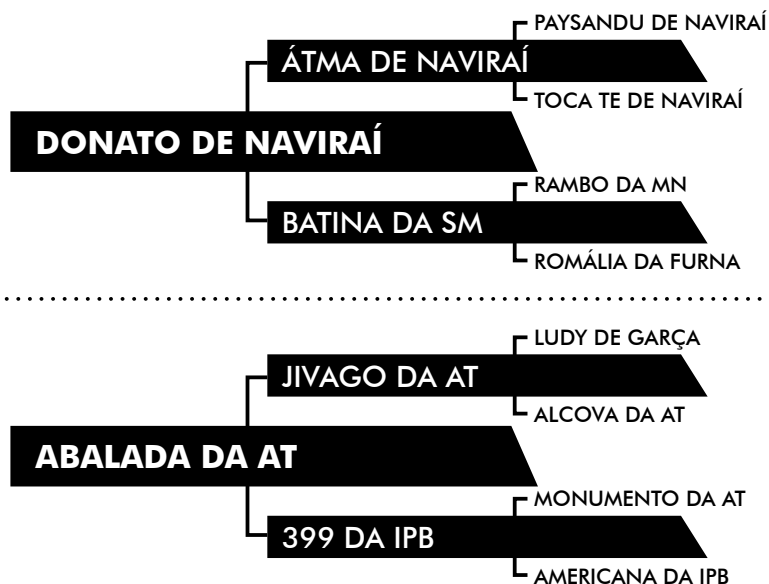 PAYSANDU DE NAVIRAÍ
ÁTMA DE NAVIRAÍ
TOCA TE DE NAVIRAÍ
DONATO DE NAVIRAÍ
RAMBO DA MN
BATINA DA SM
ROMÁLIA DA FURNA
LUDY DE GARÇA
JIVAGO DA AT
ALCOVA DA AT
ABALADA DA AT
MONUMENTO DA AT
399 DA IPB
AMERICANA DA IPB